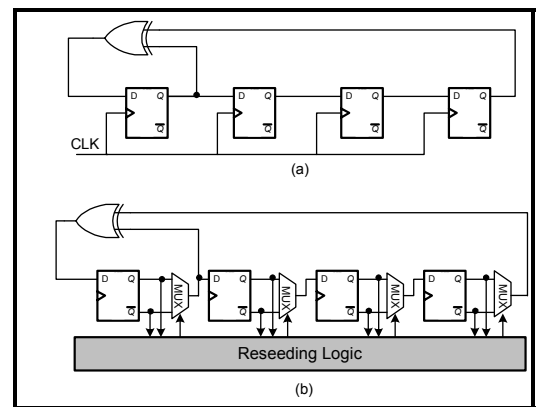 D Q Q̅ D Q Q̅ D Q Q̅ D Q Q̅
CLK
(a)
D Q Q̅ MUX D Q Q̅ MUX D Q Q̅ MUX D Q Q̅ MUX
Reseeding Logic
(b)